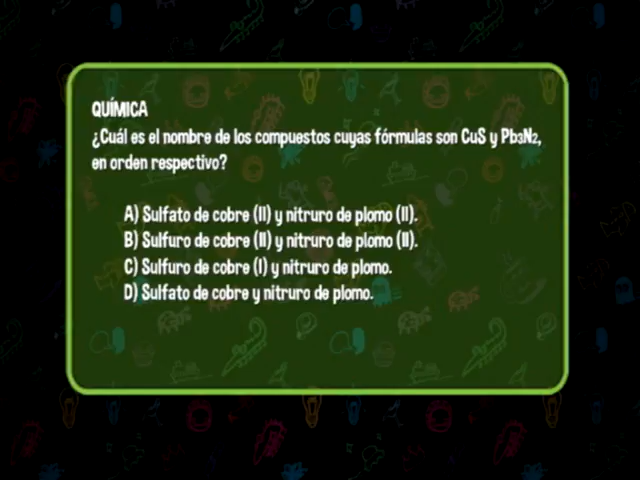 QUÍMICA
¿Cuál es el nombre de los compuestos cuyas fórmulas son CuS y Pb3N2,
en orden respectivo?
A) Sulfato de cobre (II) y nitruro de plomo (II).
B) Sulfuro de cobre (II) y nitruro de plomo (II).
C) Sulfuro de cobre (I) y nitruro de plomo.
D) Sulfato de cobre y nitruro de plomo.